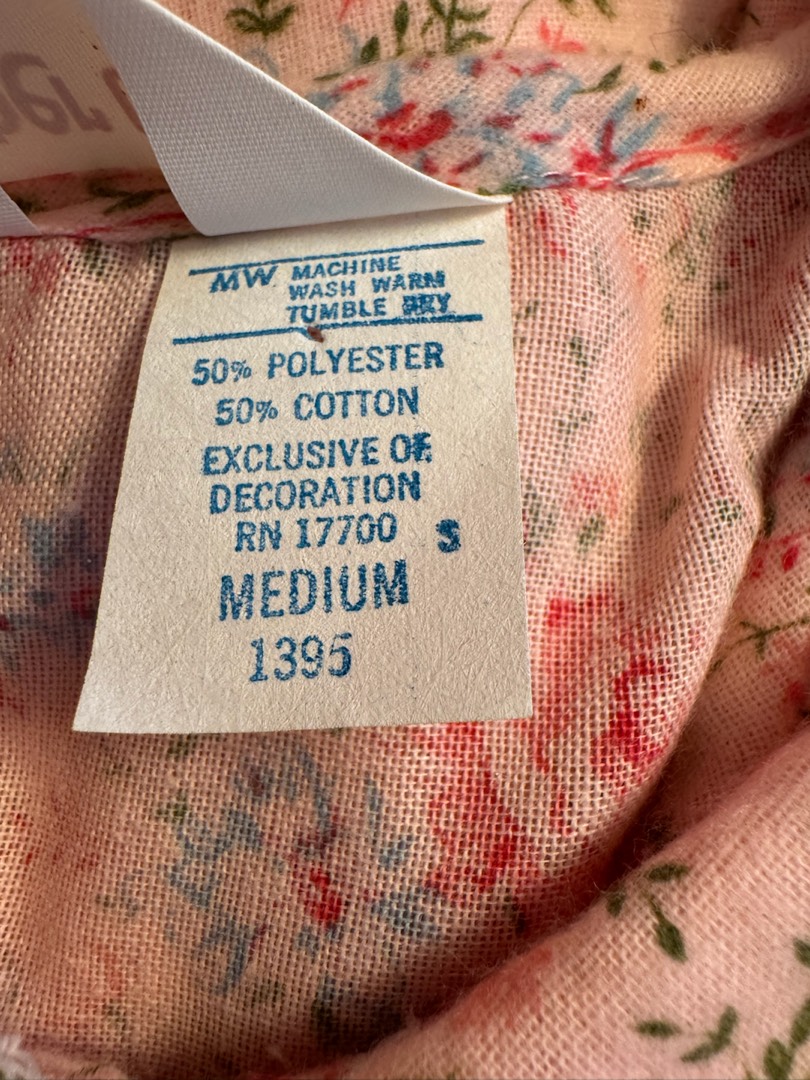 MW MACHINE
WASH WARM
TUMBLE DRY
50% POLYESTER
50% COTTON
EXCLUSIVE OF
DECORATION
RN 17700 S
MEDIUM
1395